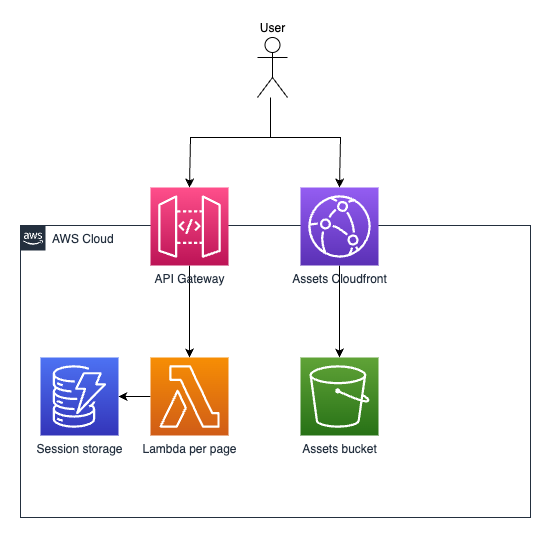 User
aws
AWS Cloud
</>
API Gateway
Assets Cloudfront
Session storage
Lambda per page
Assets bucket